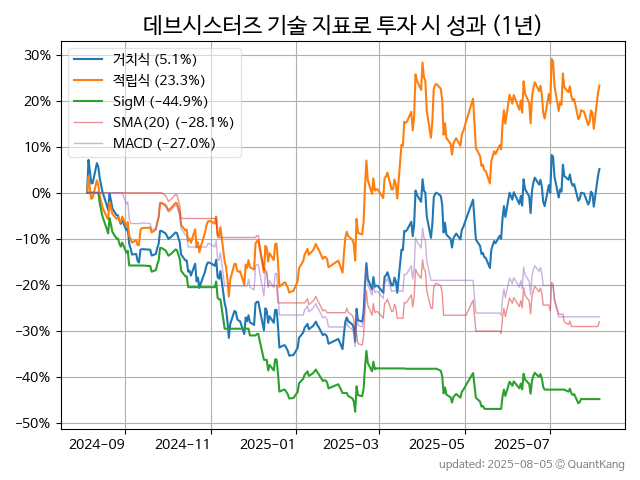 데브시스터즈 기술 지표로 투자 시 성과 (1년)
30%
20%
10%
0%
−10%
−20%
−30%
−40%
−50%
거치식 (5.1%)
적립식 (23.3%)
SigM (−44.9%)
SMA(20) (−28.1%)
MACD (−27.0%)
2024-09
2024-11
2025-01
2025-03
2025-05
2025-07
updated: 2025-08-05 © QuantKang